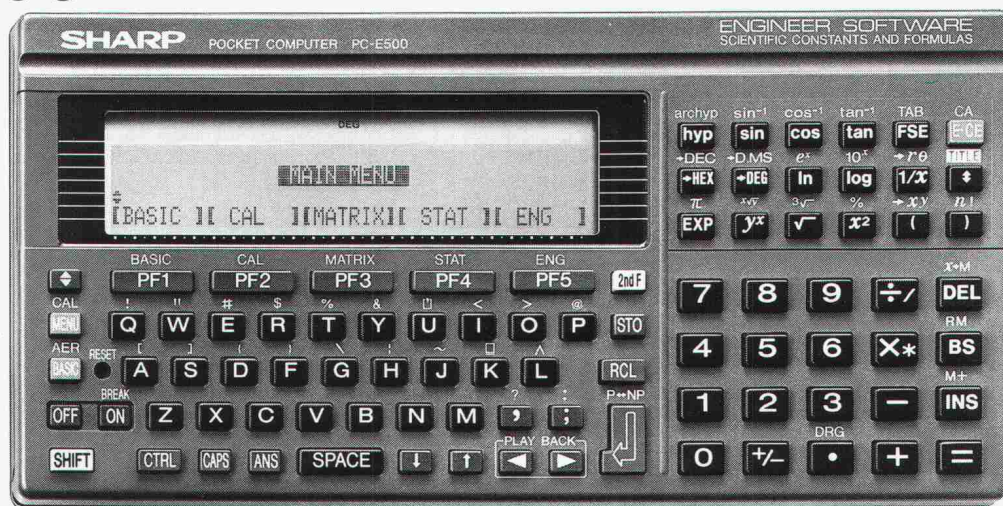 SHARP POCKET COMPUTER PC-E500
ENGINEER SOFTWARE
SCIENTIFIC CONSTANTS AND FORMULAS
DEG
MAIN MENU
[BASIC ][ CAL ][MATRIX][ STAT ][ ENG ]
BASIC CAL MATRIX STAT ENG
PF1 PF2 PF3 PF4 PF5 2nd F
CAL ! " # $ % & < > @
MENU Q W E R T Y U I O P STO
AER RESET [ ] ( ) \ ¦ ~ □ ∧
BASIC A S D F G H J K L RCL
BREAK ? : P↔NP
OFF ON Z X C V B N M , ;
PLAY BACK
SHIFT CTRL CAPS ANS SPACE ↓ ↑ ◀ ▶
archyp sin⁻¹ cos⁻¹ tan⁻¹ TAB CA
hyp sin cos tan FSE C·CE
→DEC →D.MS eˣ 10ˣ →rθ TITLE
→HEX →DEG ln log 1/x
π ˣ√y ³√ % →xy n!
EXP yˣ √ x² ( )
x→M
7 8 9 ÷/ DEL
RM
4 5 6 ×* BS
M+
1 2 3 − INS
DRG
0 +/− • + =